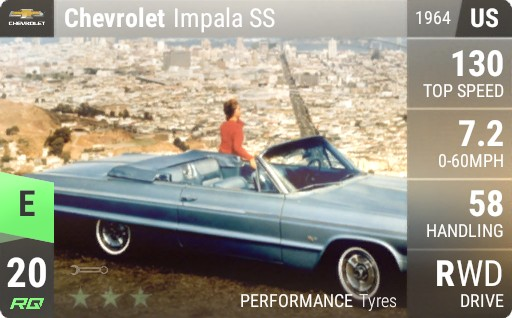 CHEVROLET
Chevrolet Impala SS
1964 US
130
TOP SPEED
7.2
0-60MPH
E
58
HANDLING
20
RQ
RWD
DRIVE
PERFORMANCE Tyres